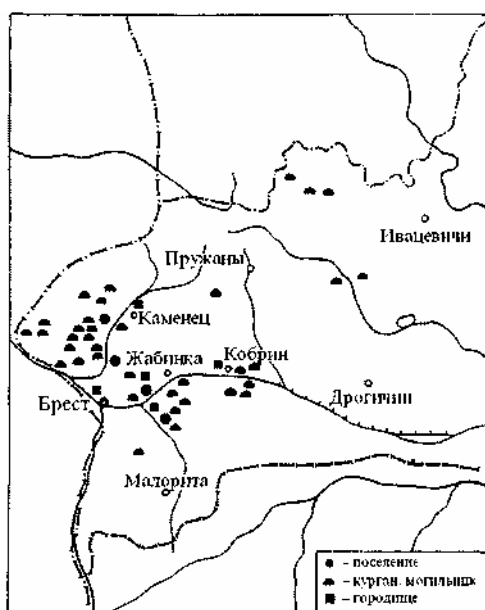 Ивацевичи
Пружаны
Каменец
Жабинка
Кобрин
Брест
Дрогичин
Малорита
– поселение
– курган. могильник
– городище